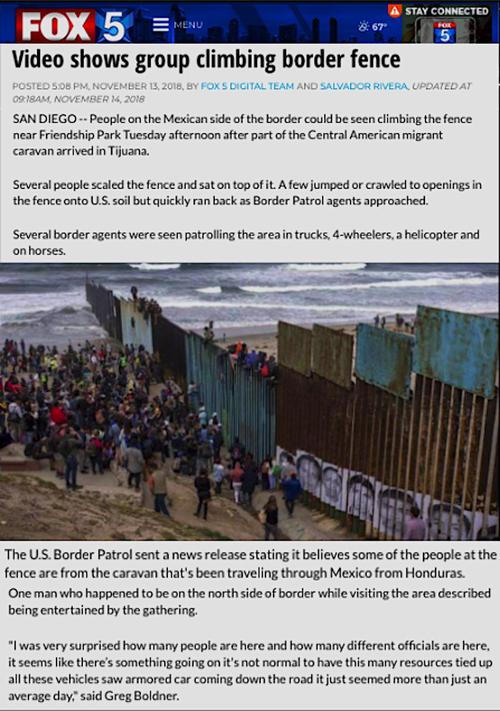 FOX 5
MENU
67°
STAY CONNECTED
FOX
5
Video shows group climbing border fence
POSTED 5:08 PM, NOVEMBER 13, 2018, BY FOX 5 DIGITAL TEAM AND SALVADOR RIVERA, UPDATED AT
09:18AM, NOVEMBER 14, 2018
SAN DIEGO -- People on the Mexican side of the border could be seen climbing the fence
near Friendship Park Tuesday afternoon after part of the Central American migrant
caravan arrived in Tijuana.
Several people scaled the fence and sat on top of it. A few jumped or crawled to openings in
the fence onto U.S. soil but quickly ran back as Border Patrol agents approached.
Several border agents were seen patrolling the area in trucks, 4-wheelers, a helicopter and
on horses.
The U.S. Border Patrol sent a news release stating it believes some of the people at the
fence are from the caravan that's been traveling through Mexico from Honduras.
One man who happened to be on the north side of border while visiting the area described
being entertained by the gathering.
"I was very surprised how many people are here and how many different officials are here,
it seems like there's something going on it's not normal to have this many resources tied up
all these vehicles saw armored car coming down the road it just seemed more than just an
average day," said Greg Boldner.